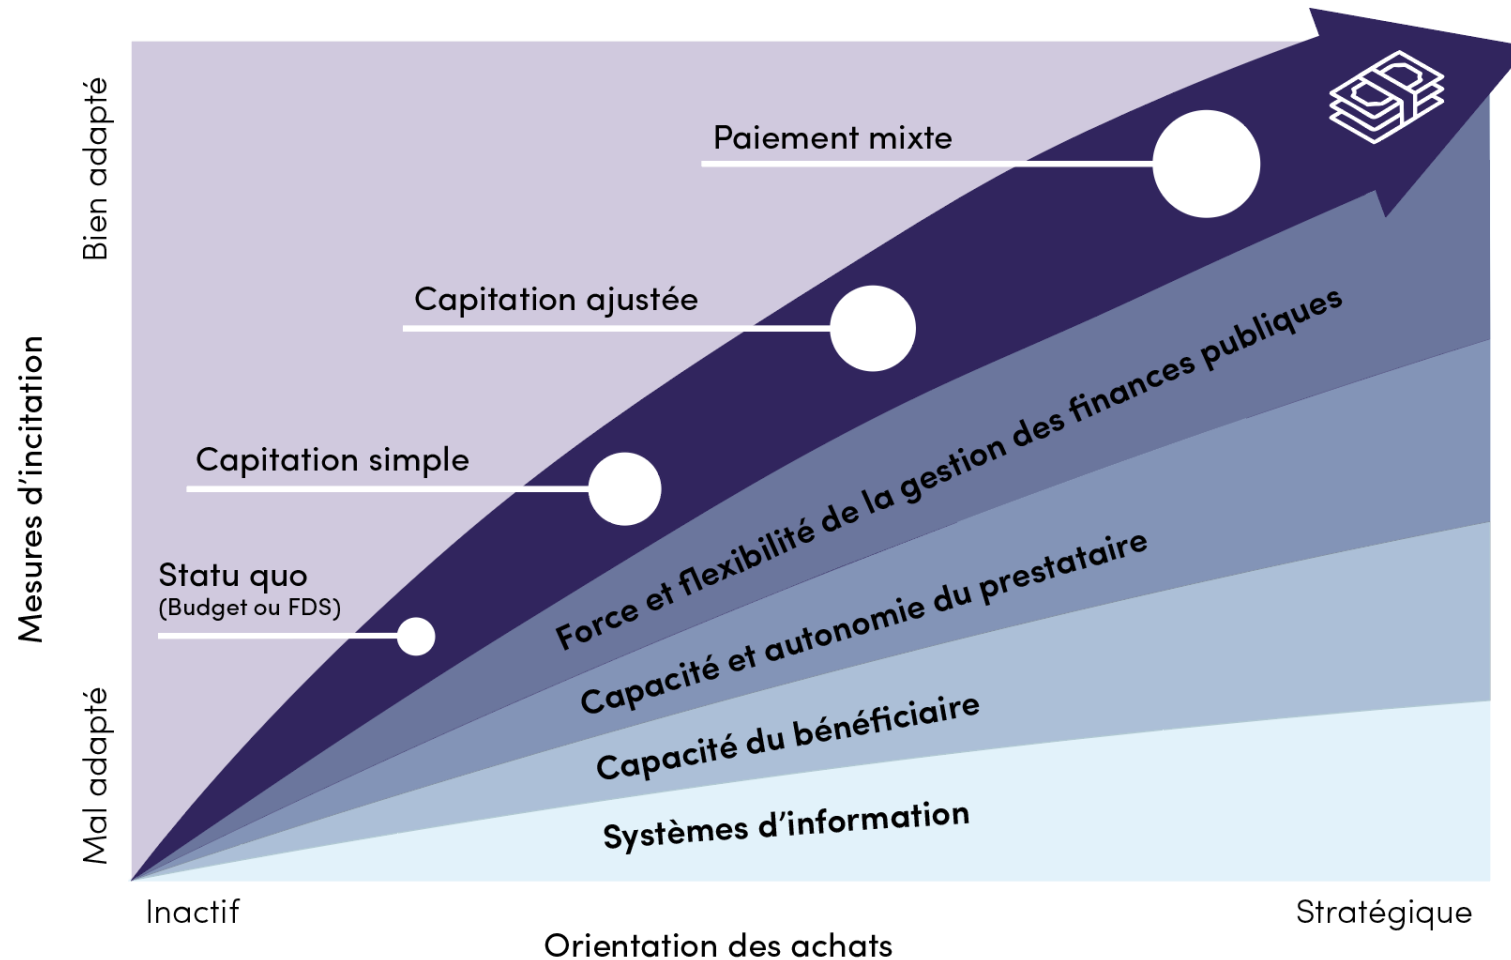 Bien adapté
Mesures d'incitation
Mal adapté
Paiement mixte
Capitation ajustée
Capitation simple
Statu quo
(Budget ou FDS)
Force et flexibilité de la gestion des finances publiques
Capacité et autonomie du prestataire
Capacité du bénéficiaire
Systèmes d'information
Inactif
Stratégique
Orientation des achats